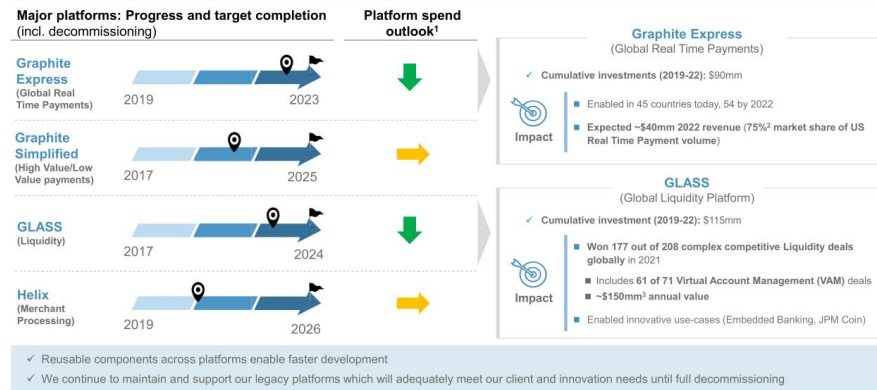 Major platforms: Progress and target completion
(incl. decommissioning)
Platform spend
outlook¹
Graphite
Express
(Global Real
Time Payments)
2019
2023
Graphite
Simplified
(High Value/Low
Value payments)
2017
2025
GLASS
(Liquidity)
2017
2024
Helix
(Merchant
Processing)
2019
2026
Graphite Express
(Global Real Time Payments)
✓ Cumulative investments (2019-22): $90mm
Impact
■ Enabled in 45 countries today, 54 by 2022
■ Expected ~$40mm 2022 revenue (75%² market share of US
Real Time Payment volume)
GLASS
(Global Liquidity Platform)
✓ Cumulative investment (2019-22): $115mm
Impact
■ Won 177 out of 208 complex competitive Liquidity deals
globally in 2021
■ Includes 61 of 71 Virtual Account Management (VAM) deals
■ ~$150mm³ annual value
■ Enabled innovative use-cases (Embedded Banking, JPM Coin)
✓ Reusable components across platforms enable faster development
✓ We continue to maintain and support our legacy platforms which will adequately meet our client and innovation needs until full decommissioning